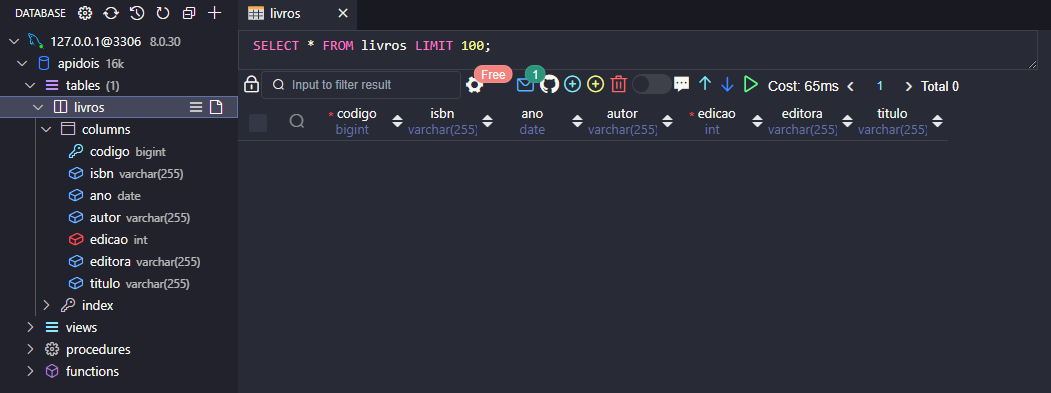 DATABASE
livros
127.0.0.1@3306 8.0.30
SELECT * FROM livros LIMIT 100;
apidois 16k
tables (1)
Input to filter result
Free
1
Cost: 65ms
1
Total 0
livros
* codigo
bigint
isbn
varchar(255)
ano
date
autor
varchar(255)
* edicao
int
editora
varchar(255)
titulo
varchar(255)
columns
codigo bigint
isbn varchar(255)
ano date
autor varchar(255)
edicao int
editora varchar(255)
titulo varchar(255)
index
views
procedures
functions